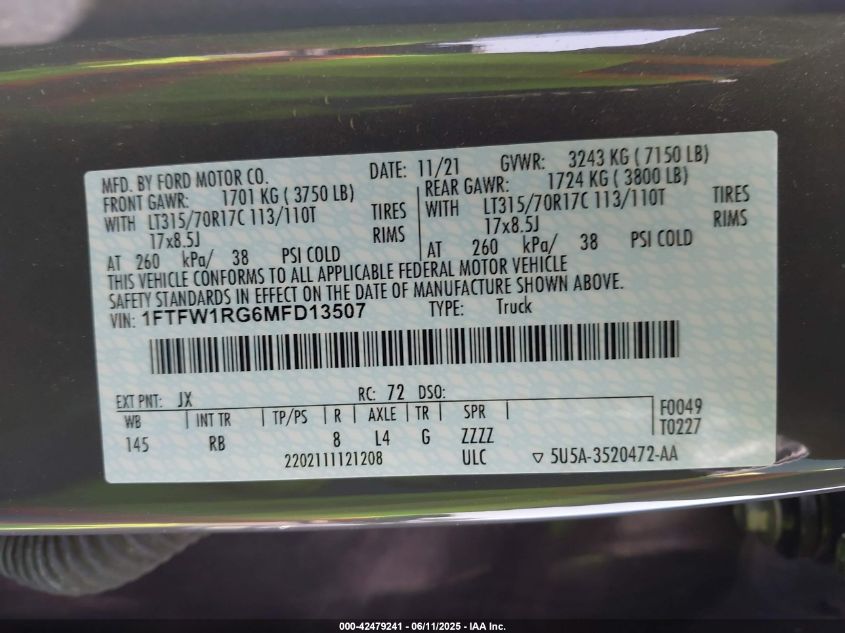 MFD. BY FORD MOTOR CO. DATE: 11/21 GVWR: 3243 KG ( 7150 LB)
FRONT GAWR: 1701 KG ( 3750 LB) REAR GAWR: 1724 KG ( 3800 LB)
WITH LT315/70R17C 113/110T TIRES WITH LT315/70R17C 113/110T TIRES
17x8.5J RIMS 17x8.5J RIMS
AT 260 kPa/ 38 PSI COLD AT 260 kPa/ 38 PSI COLD
THIS VEHICLE CONFORMS TO ALL APPLICABLE FEDERAL MOTOR VEHICLE
SAFETY STANDARDS IN EFFECT ON THE DATE OF MANUFACTURE SHOWN ABOVE.
VIN: 1FTFW1RG6MFD13507 TYPE: Truck
EXT PNT: JX RC: 72 DSO:
WB INT TR TP/PS R AXLE TR SPR F0049
145 RB 8 L4 G ZZZZ T0227
2202111121208 ULC ▽ 5U5A-3520472-AA
000-42479241 - 06/11/2025 - IAA Inc.